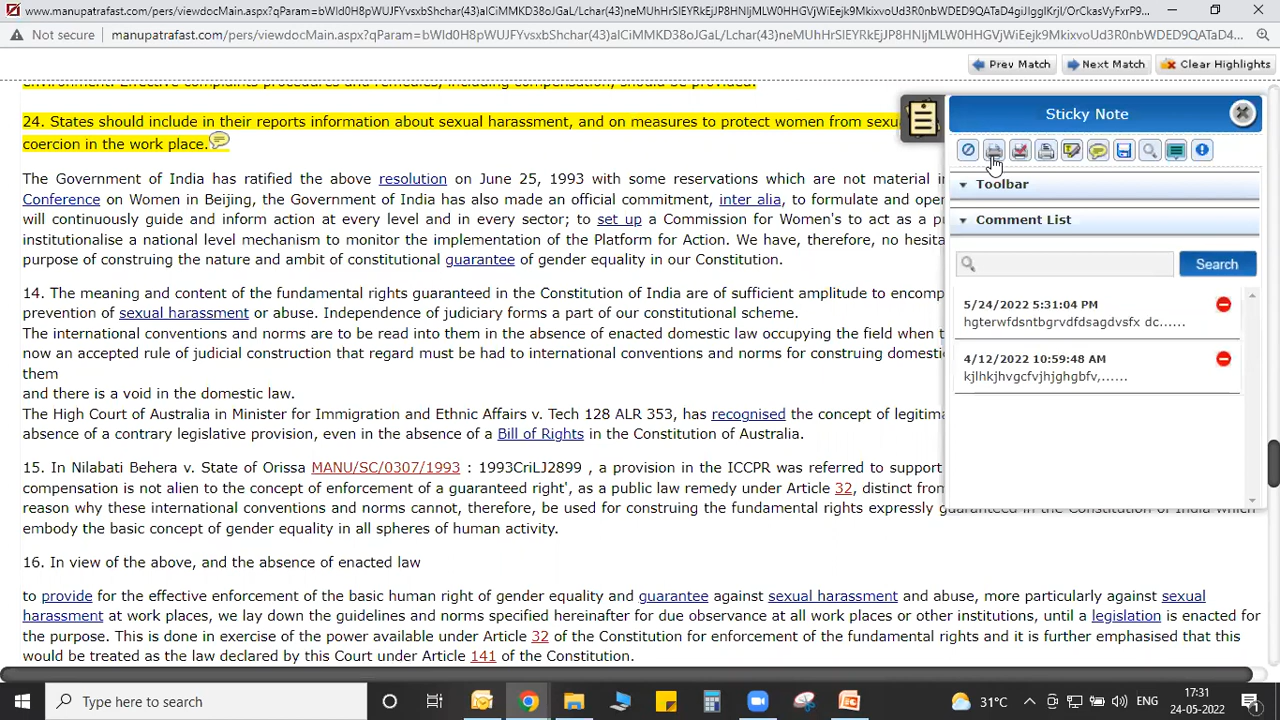 www.manupatrafast.com/pers/viewdocMain.aspx?qParam=
Not secure manupatrafast.com/pers/viewdocMain.aspx?qParam=
Prev Match Next Match Clear Highlights
environment. Effective complaints procedures and remedies, including compensation, should be provided.
24. States should include in their reports information about sexual harassment, and on measures to protect women from
coercion in the work place.
The Government of India has ratified the above resolution on June 25, 1993 with some reservations which are not material
Conference on Women in Beijing, the Government of India has also made an official commitment, inter alia, to formulate and
will continuously guide and inform action at every level and in every sector; to set up a Commission for Women's to act as a
institutionalise a national level mechanism to monitor the implementation of the Platform for Action. We have, therefore, no
purpose of construing the nature and ambit of constitutional guarantee of gender equality in our Constitution.
14. The meaning and content of the fundamental rights guaranteed in the Constitution of India are of sufficient amplitude to
prevention of sexual harassment or abuse. Independence of judiciary forms a part of our constitutional scheme.
The international conventions and norms are to be read into them in the absence of enacted domestic law occupying the field when
now an accepted rule of judicial construction that regard must be had to international conventions and norms for construing
them
and there is a void in the domestic law.
The High Court of Australia in Minister for Immigration and Ethnic Affairs v. Tech 128 ALR 353, has recognised the concept of
absence of a contrary legislative provision, even in the absence of a Bill of Rights in the Constitution of Australia.
15. In Nilabati Behera v. State of Orissa MANU/SC/0307/1993 : 1993CriLJ2899 , a provision in the ICCPR was referred to support
compensation is not alien to the concept of enforcement of a guaranteed right', as a public law remedy under Article 32, distinct
reason why these international conventions and norms cannot, therefore, be used for construing the fundamental rights expressly guaranteed in the Constitution of India which
embody the basic concept of gender equality in all spheres of human activity.
16. In view of the above, and the absence of enacted law
to provide for the effective enforcement of the basic human right of gender equality and guarantee against sexual harassment and abuse, more particularly against sexual
harassment at work places, we lay down the guidelines and norms specified hereinafter for due observance at all work places or other institutions, until a legislation is enacted for
the purpose. This is done in exercise of the power available under Article 32 of the Constitution for enforcement of the fundamental rights and it is further emphasised that this
would be treated as the law declared by this Court under Article 141 of the Constitution.
Sticky Note
Toolbar
Comment List
Search
5/24/2022 5:31:04 PM
hgterwfdsntbgrvdfdsagdvsfx dc......
4/12/2022 10:59:48 AM
kjlhkjhvgcfvjhjghgbfv,......
Type here to search
31°C
ENG
17:31
24-05-2022
1